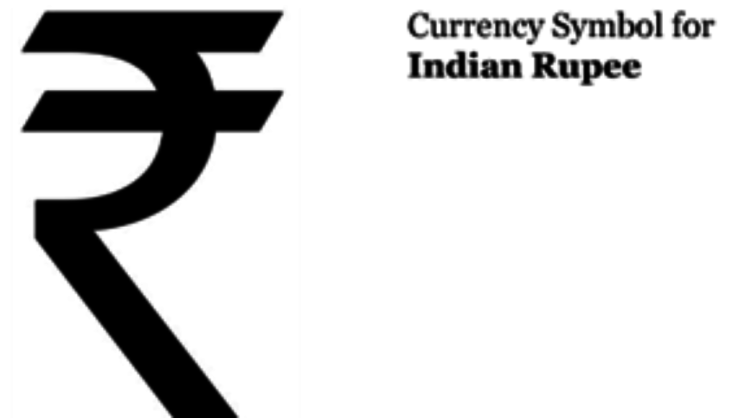 ₹
Currency Symbol for
Indian Rupee